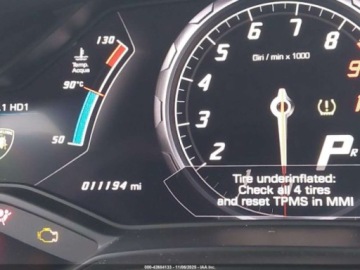 130
Temp.
Acqua
90°C
50
.1 HD1
011194 mi
Giri / min x 1000
2
3
4
5
6
7
8
9
1
P
R
Tire underinflated:
Check all 4 tires
and reset TPMS in MMI